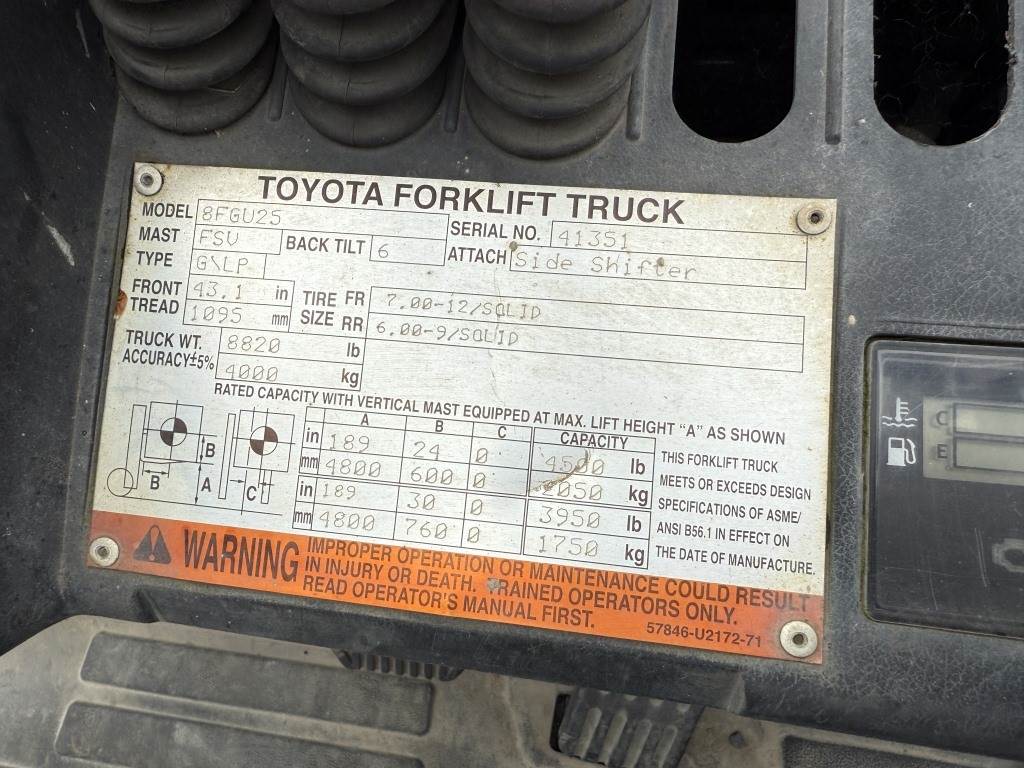 TOYOTA FORKLIFT TRUCK
MODEL 8FGU25 SERIAL NO. 41351
MAST FSV BACK TILT 6 ATTACH Side Shifter
TYPE G\LP
FRONT TREAD 43.1 in TIRE SIZE FR 7.00-12/SOLID
1095 mm RR 6.00-9/SOLID
TRUCK WT. 8820 lb
ACCURACY±5% 4000 kg
RATED CAPACITY WITH VERTICAL MAST EQUIPPED AT MAX. LIFT HEIGHT "A" AS SHOWN
A B C CAPACITY
in 189 24 0 4500 lb
mm 4800 600 0 2050 kg
in 189 30 0 3950 lb
mm 4800 760 0 1750 kg
B B A C
THIS FORKLIFT TRUCK
MEETS OR EXCEEDS DESIGN
SPECIFICATIONS OF ASME/
ANSI B56.1 IN EFFECT ON
THE DATE OF MANUFACTURE.
WARNING
IMPROPER OPERATION OR MAINTENANCE COULD RESULT
IN INJURY OR DEATH. TRAINED OPERATORS ONLY.
READ OPERATOR'S MANUAL FIRST.
57846-U2172-71
C
E